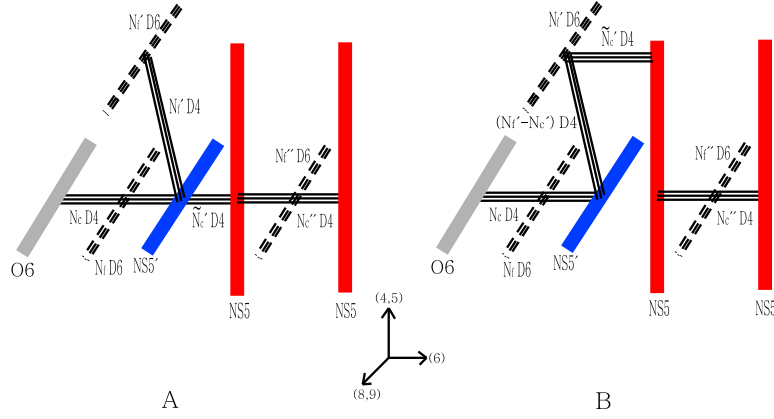 Nf´ D6
Nf´ D4
Nf´´ D6
Nc D4
Ñc´ D4
Nc´´ D4
O6
Nf D6
NS5´
NS5
NS5
A
Nf´ D6
Ñc´ D4
(Nf´-Nc´) D4
Nf´´ D6
Nc D4
Nc´´ D4
O6
Nf D6
NS5´
NS5
NS5
B
(4,5)
(6)
(8,9)